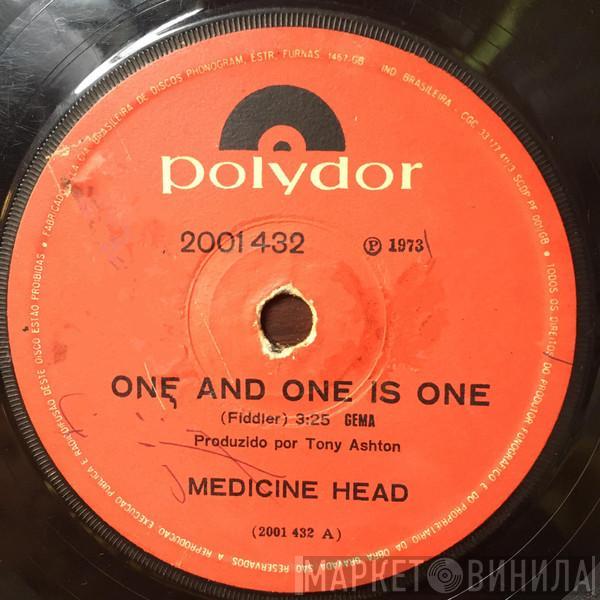 FABRICADO PELA CIA. BRASILEIRA DE DISCOS PHONOGRAM, ESTR. FURNAS, 1467-GB IND. BRASILEIRA - CGC
polydor
2001 432 ℗ 1973
ONE AND ONE IS ONE
(Fiddler) 3:25 GEMA
Produzido por Tony Ashton
MEDICINE HEAD
(2001 432 A)
• TODOS OS DIREITOS DO PRODUTOR FONOGRÁFICO E DO PROPRIETÁRIO DA OBRA GRAVADA SÃO RESERVADOS. A REPRODUÇÃO, EXECUÇÃO PÚBLICA E RADIODIFUSÃO DESTE DISCO ESTÃO PROIBIDAS •
МАРКЕТ ВИНИЛА